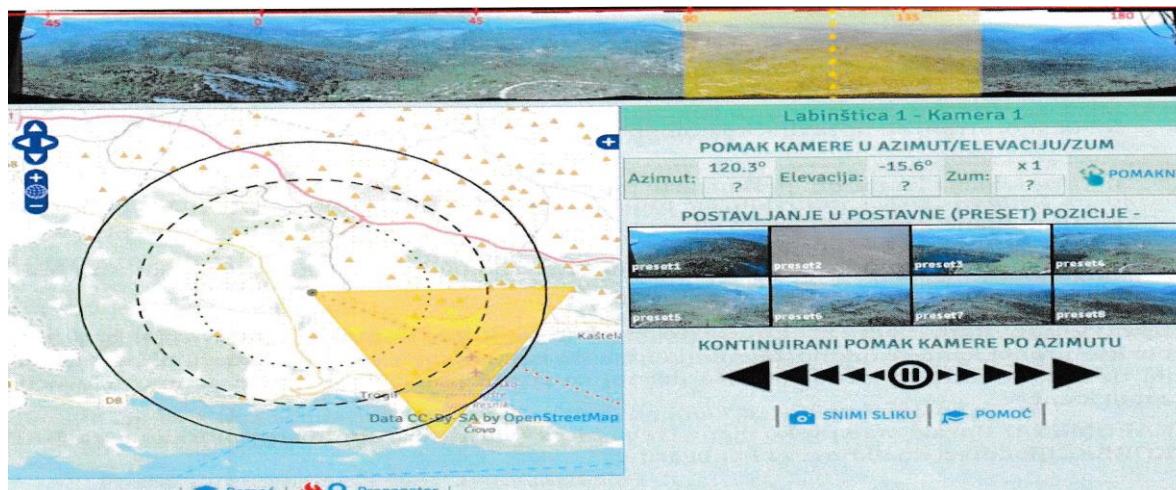 -45 0 45 90 135 180
Labinštica 1 - Kamera 1
POMAK KAMERE U AZIMUT/ELEVACIJU/ZUM
Azimut: 120.3° Elevacija: -15.6° Zum: x 1
? ? ? POMAKN
POSTAVLJANJE U POSTAVNE (PRESET) POZICIJE -
preset1 preset2 preset3 preset4
preset5 preset6 preset7 preset8
KONTINUIRANI POMAK KAMERE PO AZIMUTU
SNIMI SLIKU | POMOĆ |
Kaštela
Trogir
D8
Data CC-By-SA by OpenStreetMap
Čiovo